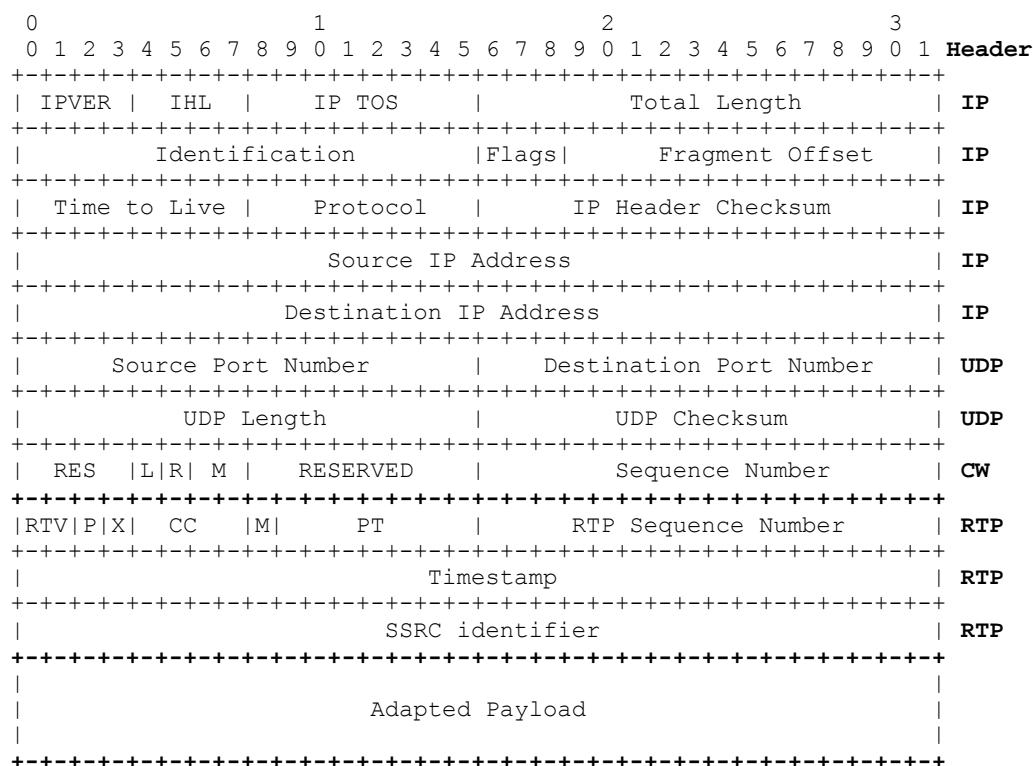 0                   1                   2                   3
 0 1 2 3 4 5 6 7 8 9 0 1 2 3 4 5 6 7 8 9 0 1 2 3 4 5 6 7 8 9 0 1 Header
+-+-+-+-+-+-+-+-+-+-+-+-+-+-+-+-+-+-+-+-+-+-+-+-+-+-+-+-+-+-+-+-+
| IPVER |  IHL  |    IP TOS     |          Total Length         | IP
+-+-+-+-+-+-+-+-+-+-+-+-+-+-+-+-+-+-+-+-+-+-+-+-+-+-+-+-+-+-+-+-+
|         Identification        |Flags|      Fragment Offset    | IP
+-+-+-+-+-+-+-+-+-+-+-+-+-+-+-+-+-+-+-+-+-+-+-+-+-+-+-+-+-+-+-+-+
|  Time to Live |    Protocol   |      IP Header Checksum       | IP
+-+-+-+-+-+-+-+-+-+-+-+-+-+-+-+-+-+-+-+-+-+-+-+-+-+-+-+-+-+-+-+-+
|                     Source IP Address                         | IP
+-+-+-+-+-+-+-+-+-+-+-+-+-+-+-+-+-+-+-+-+-+-+-+-+-+-+-+-+-+-+-+-+
|                  Destination IP Address                       | IP
+-+-+-+-+-+-+-+-+-+-+-+-+-+-+-+-+-+-+-+-+-+-+-+-+-+-+-+-+-+-+-+-+
|      Source Port Number       |    Destination Port Number    | UDP
+-+-+-+-+-+-+-+-+-+-+-+-+-+-+-+-+-+-+-+-+-+-+-+-+-+-+-+-+-+-+-+-+
|           UDP Length          |         UDP Checksum          | UDP
+-+-+-+-+-+-+-+-+-+-+-+-+-+-+-+-+-+-+-+-+-+-+-+-+-+-+-+-+-+-+-+-+
|  RES  |L|R| M |   RESERVED    |         Sequence Number       | CW
+-+-+-+-+-+-+-+-+-+-+-+-+-+-+-+-+-+-+-+-+-+-+-+-+-+-+-+-+-+-+-+-+
|RTV|P|X|  CC   |M|     PT      |      RTP Sequence Number      | RTP
+-+-+-+-+-+-+-+-+-+-+-+-+-+-+-+-+-+-+-+-+-+-+-+-+-+-+-+-+-+-+-+-+
|                            Timestamp                          | RTP
+-+-+-+-+-+-+-+-+-+-+-+-+-+-+-+-+-+-+-+-+-+-+-+-+-+-+-+-+-+-+-+-+
|                         SSRC identifier                       | RTP
+-+-+-+-+-+-+-+-+-+-+-+-+-+-+-+-+-+-+-+-+-+-+-+-+-+-+-+-+-+-+-+-+
|                                                               |
|                        Adapted Payload                        |
|                                                               |
+-+-+-+-+-+-+-+-+-+-+-+-+-+-+-+-+-+-+-+-+-+-+-+-+-+-+-+-+-+-+-+-+